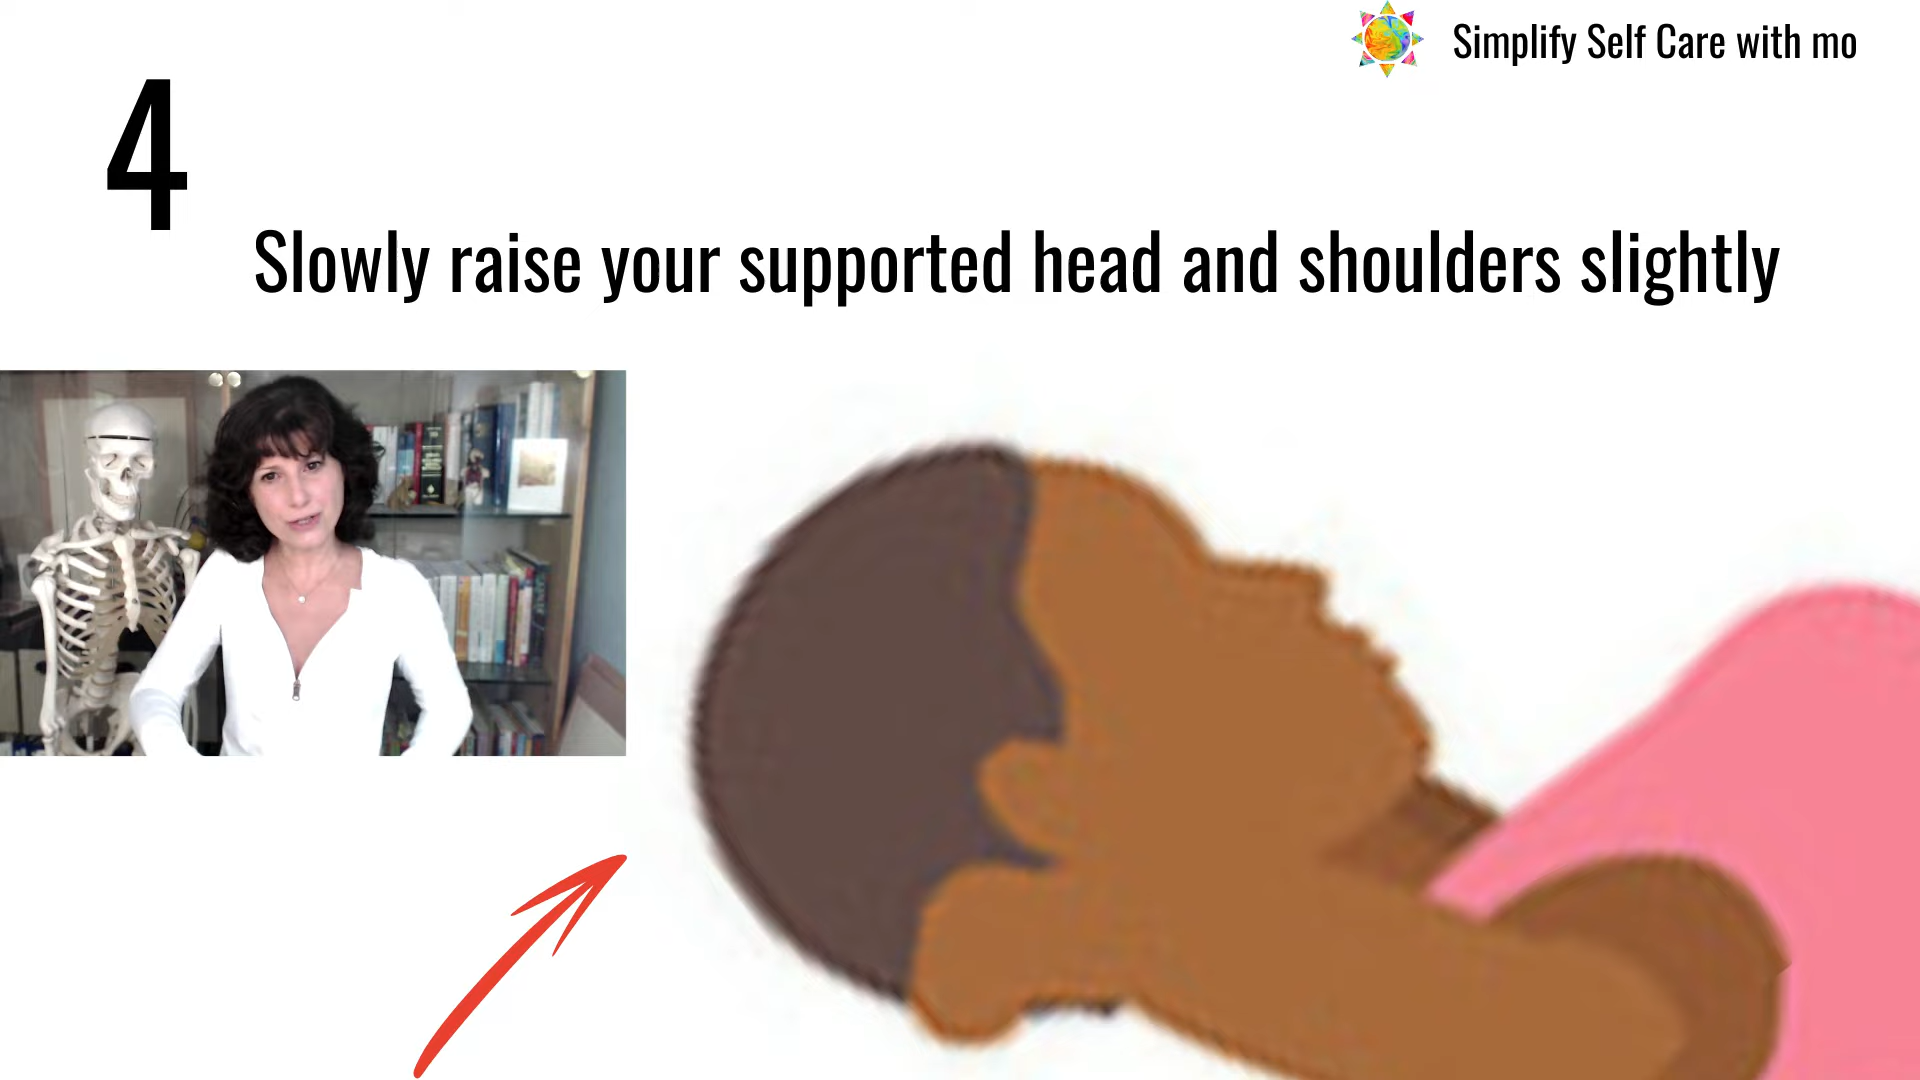 Simplify Self Care with mo
4
Slowly raise your supported head and shoulders slightly